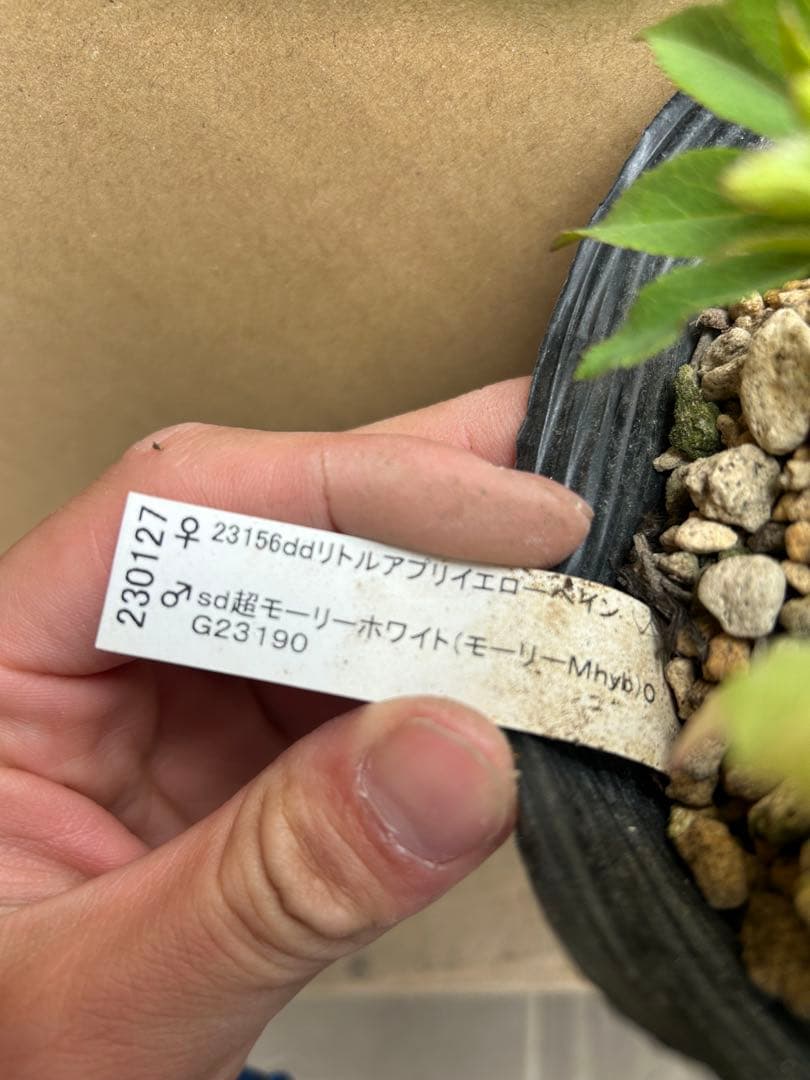 230127
♀ 23156ddリトルアプリイエローベイン
♂ sd超モーリーホワイト(モーリーMhyb)0
G23190